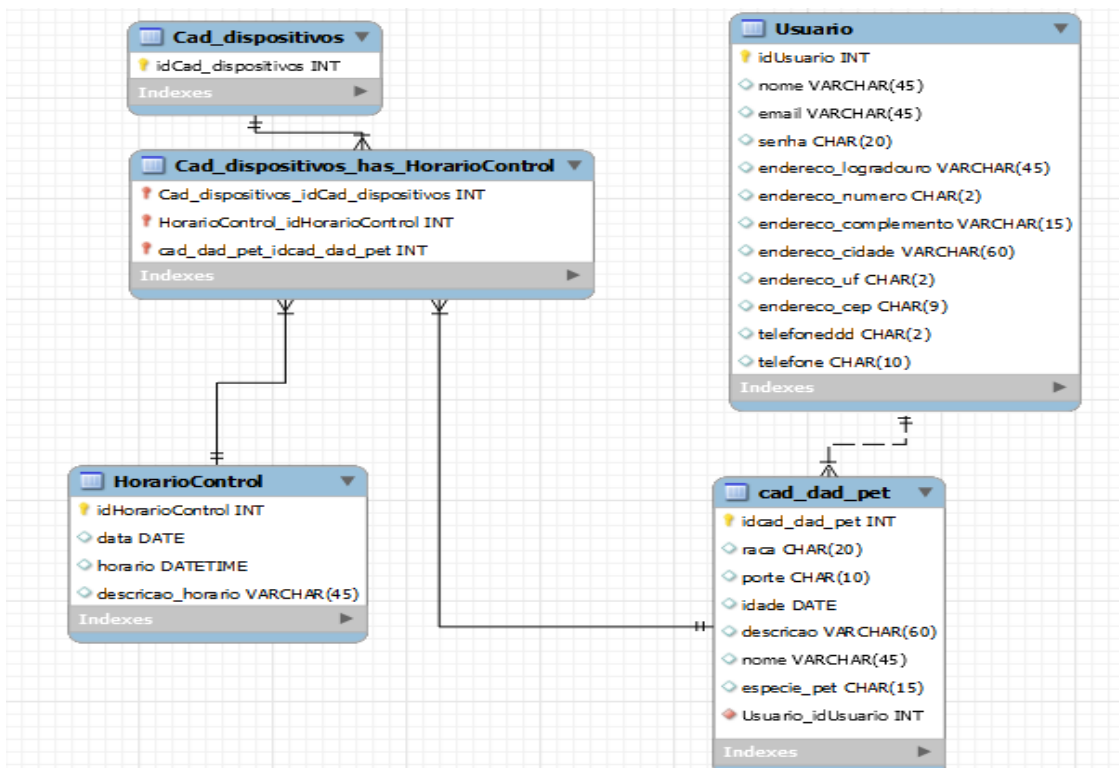 Cad_dispositivos
idCad_dispositivos INT
Indexes
Cad_dispositivos_has_HorarioControl
Cad_dispositivos_idCad_dispositivos INT
HorarioControl_idHorarioControl INT
cad_dad_pet_idcad_dad_pet INT
Indexes
HorarioControl
idHorarioControl INT
data DATE
horario DATETIME
descricao_horario VARCHAR(45)
Indexes
Usuario
idUsuario INT
nome VARCHAR(45)
email VARCHAR(45)
senha CHAR(20)
endereco_logradouro VARCHAR(45)
endereco_numero CHAR(2)
endereco_complemento VARCHAR(15)
endereco_cidade VARCHAR(60)
endereco_uf CHAR(2)
endereco_cep CHAR(9)
telefoneddd CHAR(2)
telefone CHAR(10)
Indexes
cad_dad_pet
idcad_dad_pet INT
raca CHAR(20)
porte CHAR(10)
idade DATE
descricao VARCHAR(60)
nome VARCHAR(45)
especie_pet CHAR(15)
Usuario_idUsuario INT
Indexes